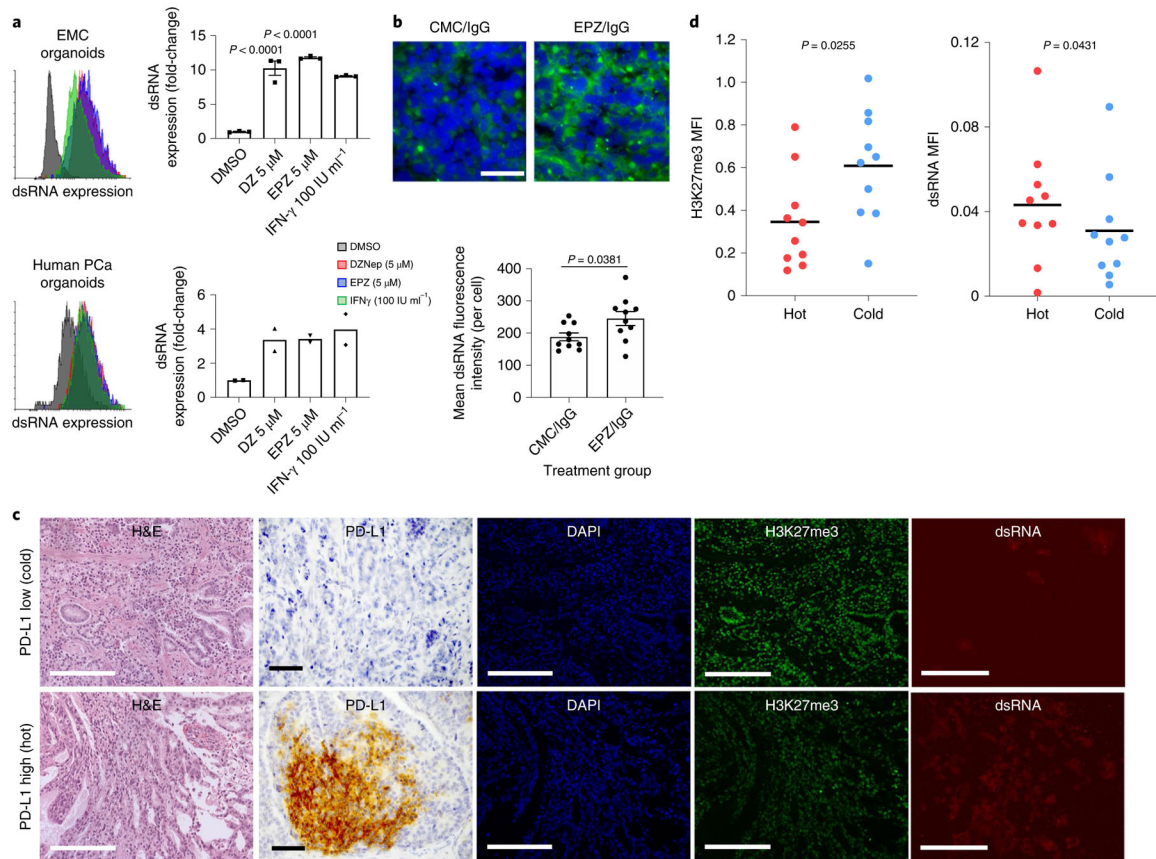 a
EMC
organoids
dsRNA expression
dsRNA
expression (fold-change)
15
10
5
0
P < 0.0001
P < 0.0001
DMSO
DZ 5 μM
EPZ 5 μM
IFN-γ 100 IU ml⁻¹
Human PCa
organoids
dsRNA expression
dsRNA
expression (fold-change)
6
4
2
0
DMSO
DZ 5 μM
EPZ 5 μM
IFN-γ 100 IU ml⁻¹
DMSO
DZNep (5 μM)
EPZ (5 μM)
IFNγ (100 IU ml⁻¹)
b
CMC/IgG
EPZ/IgG
Mean dsRNA fluorescence
intensity (per cell)
400
300
200
100
0
P = 0.0381
CMC/IgG
EPZ/IgG
Treatment group
d
H3K27me3 MFI
1.2
1.0
0.8
0.6
0.4
0.2
0
P = 0.0255
Hot
Cold
dsRNA MFI
0.12
0.08
0.04
0
P = 0.0431
Hot
Cold
c
PD-L1 low (cold)
H&E
PD-L1
DAPI
H3K27me3
dsRNA
PD-L1 high (hot)
H&E
PD-L1
DAPI
H3K27me3
dsRNA